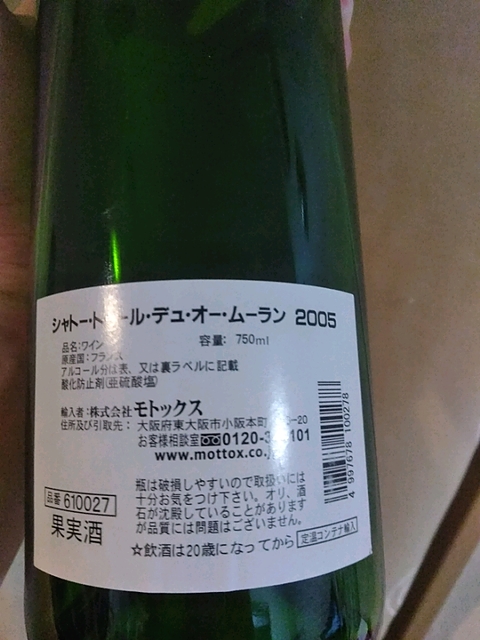 シャトー・ト ール・デュ・オー・ムーラン 2005
品名:ワイン
容量: 750ml
原産国:フランス
アルコール分は表、又は裏ラベルに記載
酸化防止剤(亜硫酸塩)
輸入者:株式会社モトックス
住所及び引取先: 大阪府東大阪市小阪本町 -20
お客様相談室 0120-3 101
www.mottox.co.j
瓶は破損しやすいので取扱いには
十分お気をつけ下さい。オリ、酒
石が沈殿していることがあります
が品質には問題はございません。
品番 610027
果実酒
☆飲酒は20歳になってから
定温コンテナ輸入
4 997678 100278